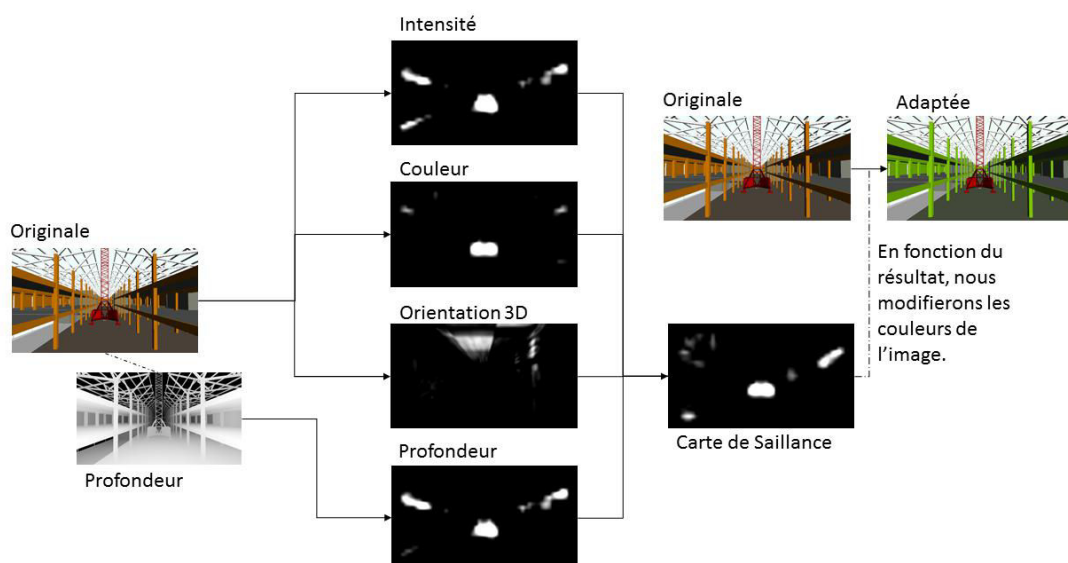 Intensité
Couleur
Originale
Orientation 3D
Profondeur
Profondeur
Originale
Adaptée
En fonction du
résultat, nous
modifierons les
couleurs de
l'image.
Carte de Saillance